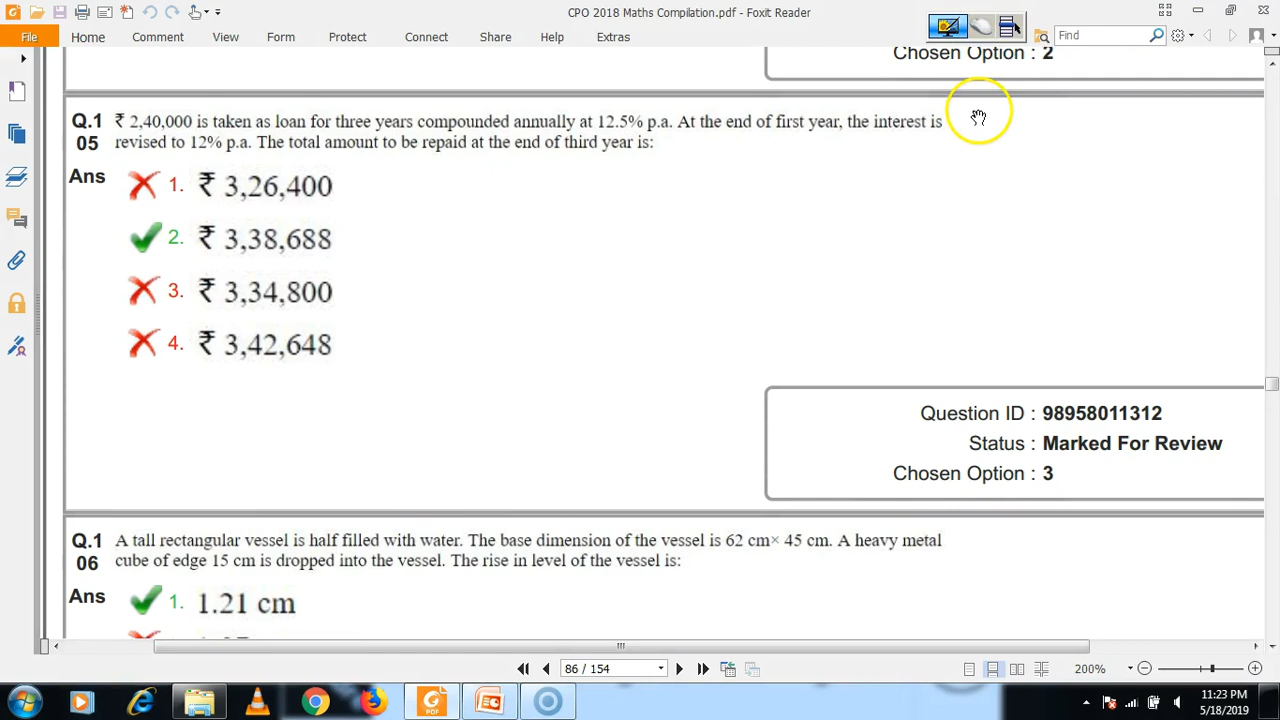 CPO 2018 Maths Compilation.pdf - Foxit Reader
File Home Comment View Form Protect Connect Share Help Extras Find
Chosen Option : 2
Q.1 ₹ 2,40,000 is taken as loan for three years compounded annually at 12.5% p.a. At the end of first year, the interest is
05 revised to 12% p.a. The total amount to be repaid at the end of third year is:
Ans 1. ₹ 3,26,400
2. ₹ 3,38,688
3. ₹ 3,34,800
4. ₹ 3,42,648
Question ID : 98958011312
Status : Marked For Review
Chosen Option : 3
Q.1 A tall rectangular vessel is half filled with water. The base dimension of the vessel is 62 cm× 45 cm. A heavy metal
06 cube of edge 15 cm is dropped into the vessel. The rise in level of the vessel is:
Ans 1. 1.21 cm
86 / 154 200%
PDF
11:23 PM
5/18/2019